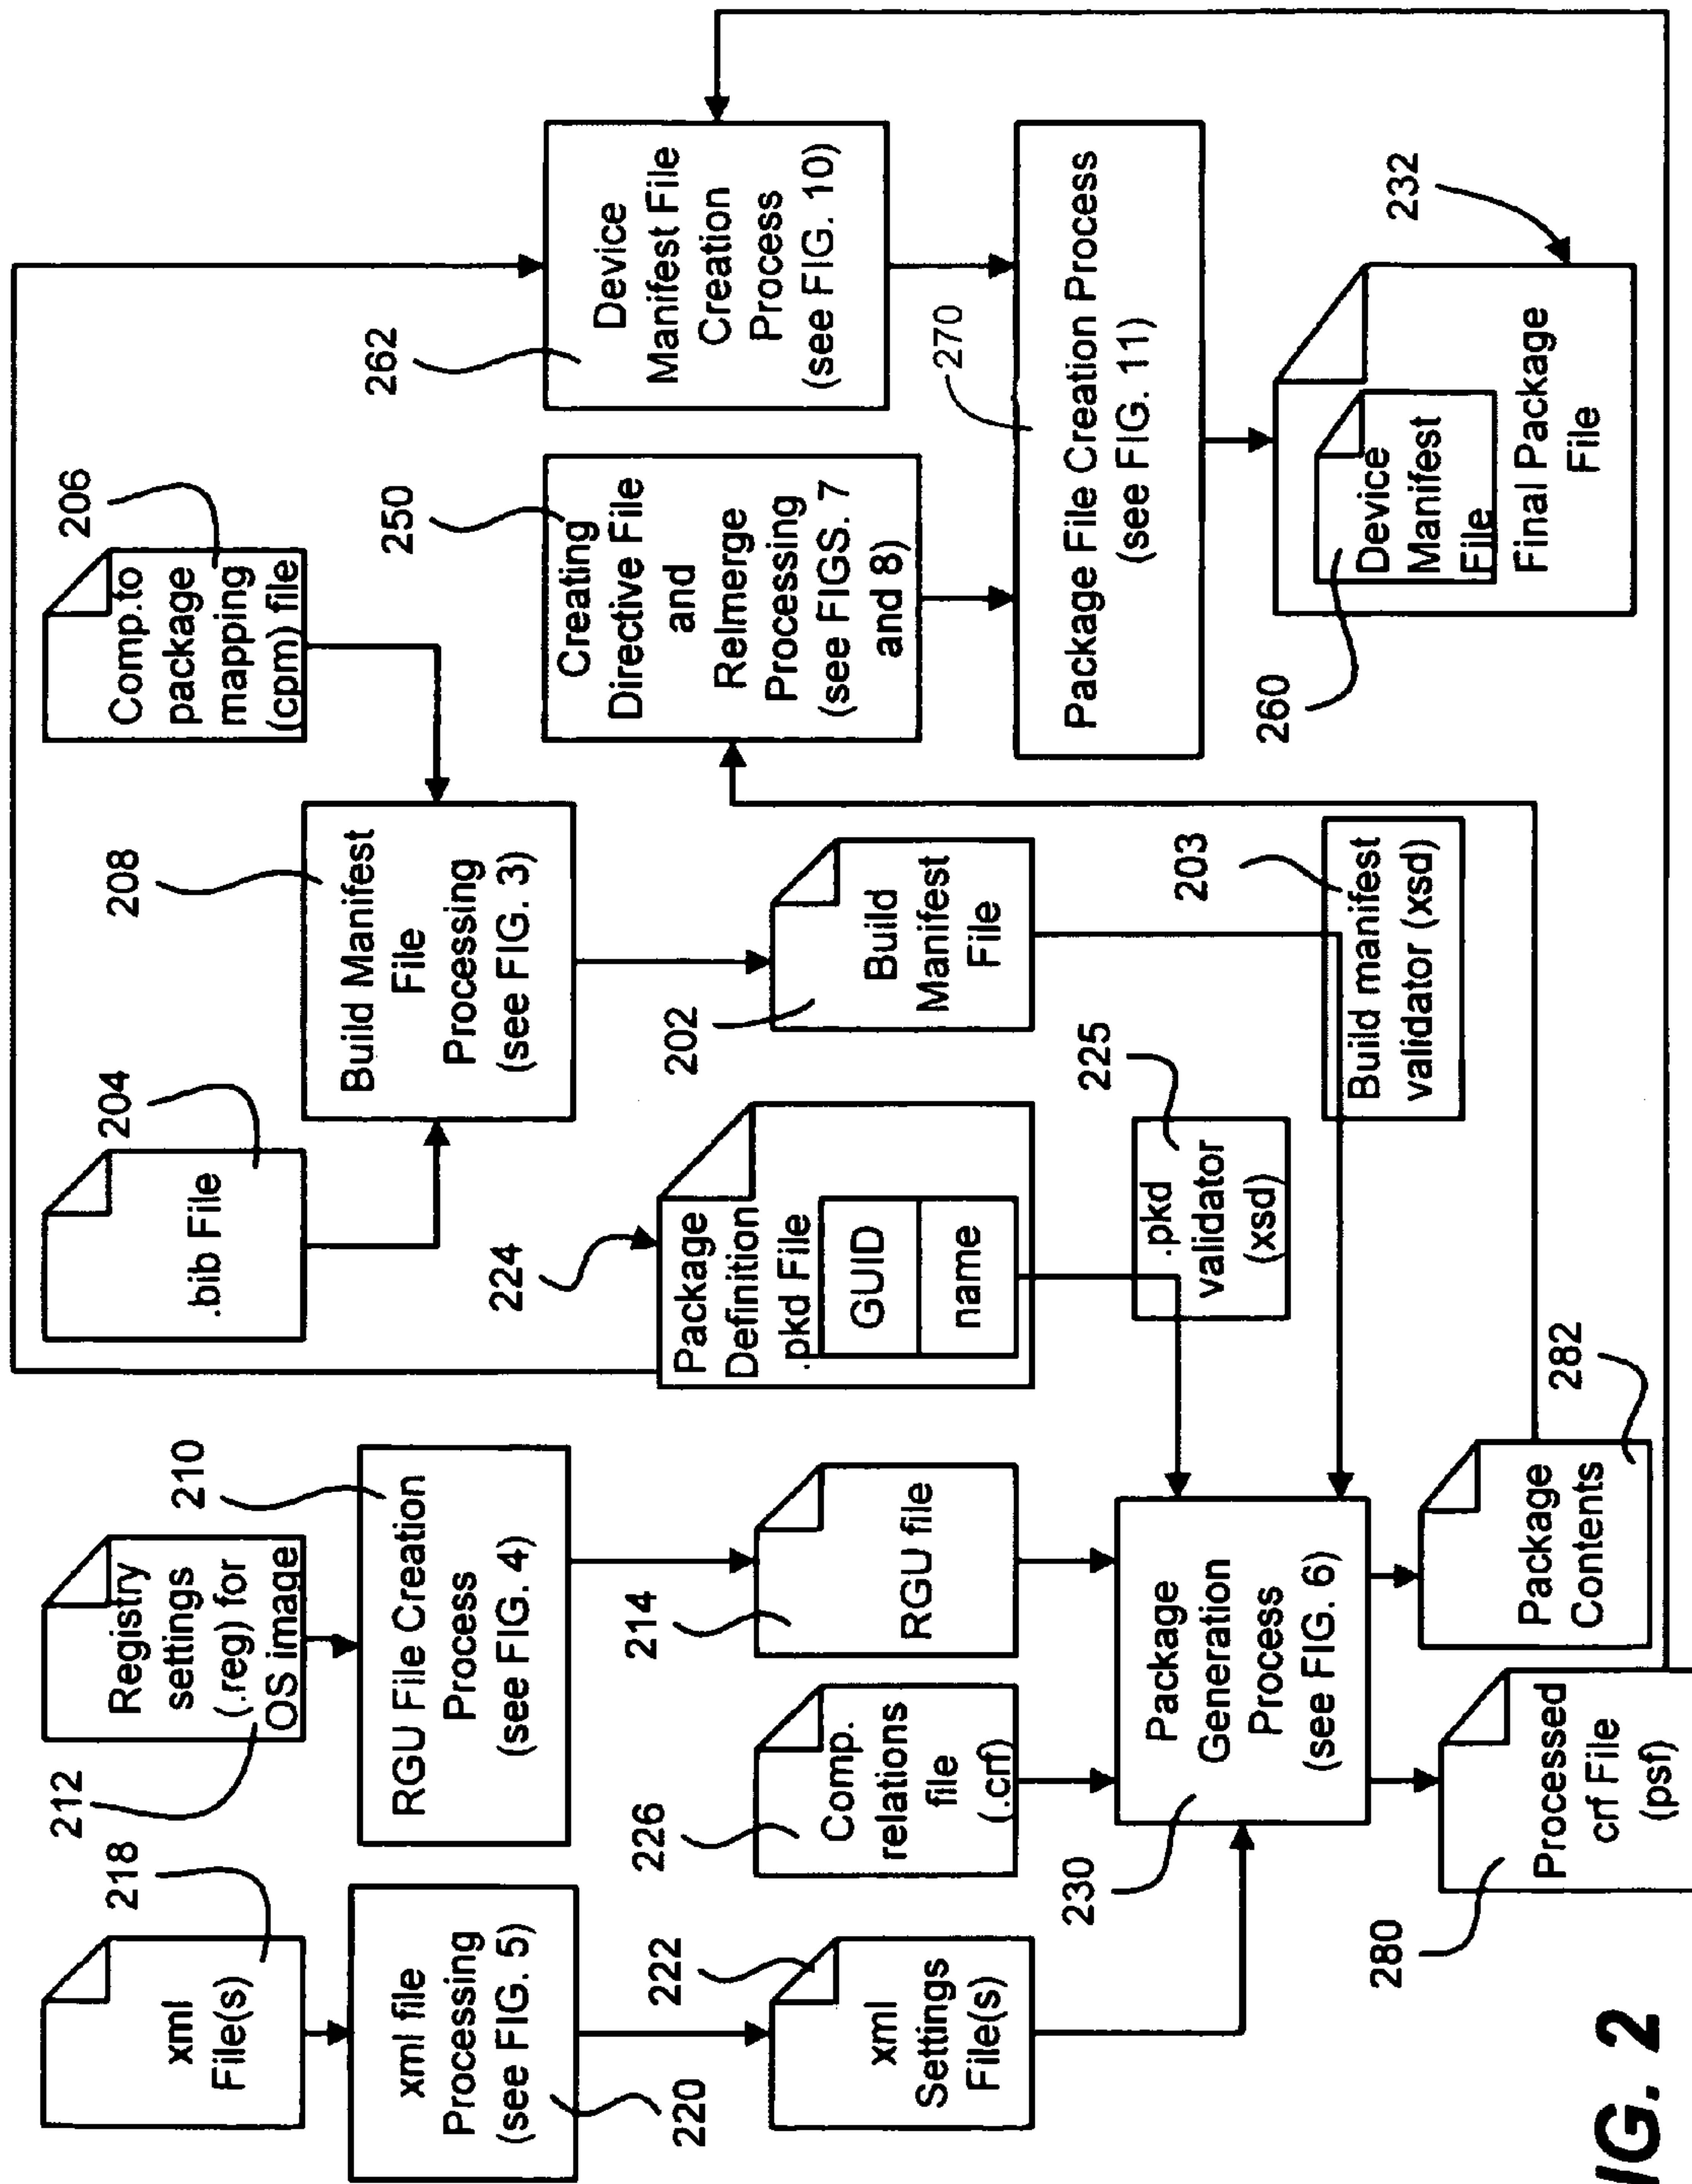 xml
File(s)
218
xml file
Processing
(see FIG. 5)
220
xml
Settings
File(s)
222
Registry
settings
(.reg) for
OS image
212
RGU File Creation
Process
(see FIG. 4)
210
RGU file
214
Comp.
relations
file
(.crf)
226
Package
Generation
Process
(see FIG. 6)
230
Processed
crf File
(psf)
280
Package
Contents
282
.bib File
204
Comp.to
package
mapping
(cpm) file
206
Build Manifest
File
Processing
(see FIG. 3)
208
Build
Manifest
File
202
Package
Definition
.pkd File
GUID
name
224
.pkd
validator
(xsd)
225
Build manifest
validator (xsd)
203
Creating
Directive File
and
Relmerge
Processing
(see FIGS. 7
and 8)
250
Device
Manifest File
Creation
Process
(see FIG. 10)
262
Package File Creation Process
(see FIG. 11)
270
Device
Manifest
File
260
Final Package
File
232
IG. 2